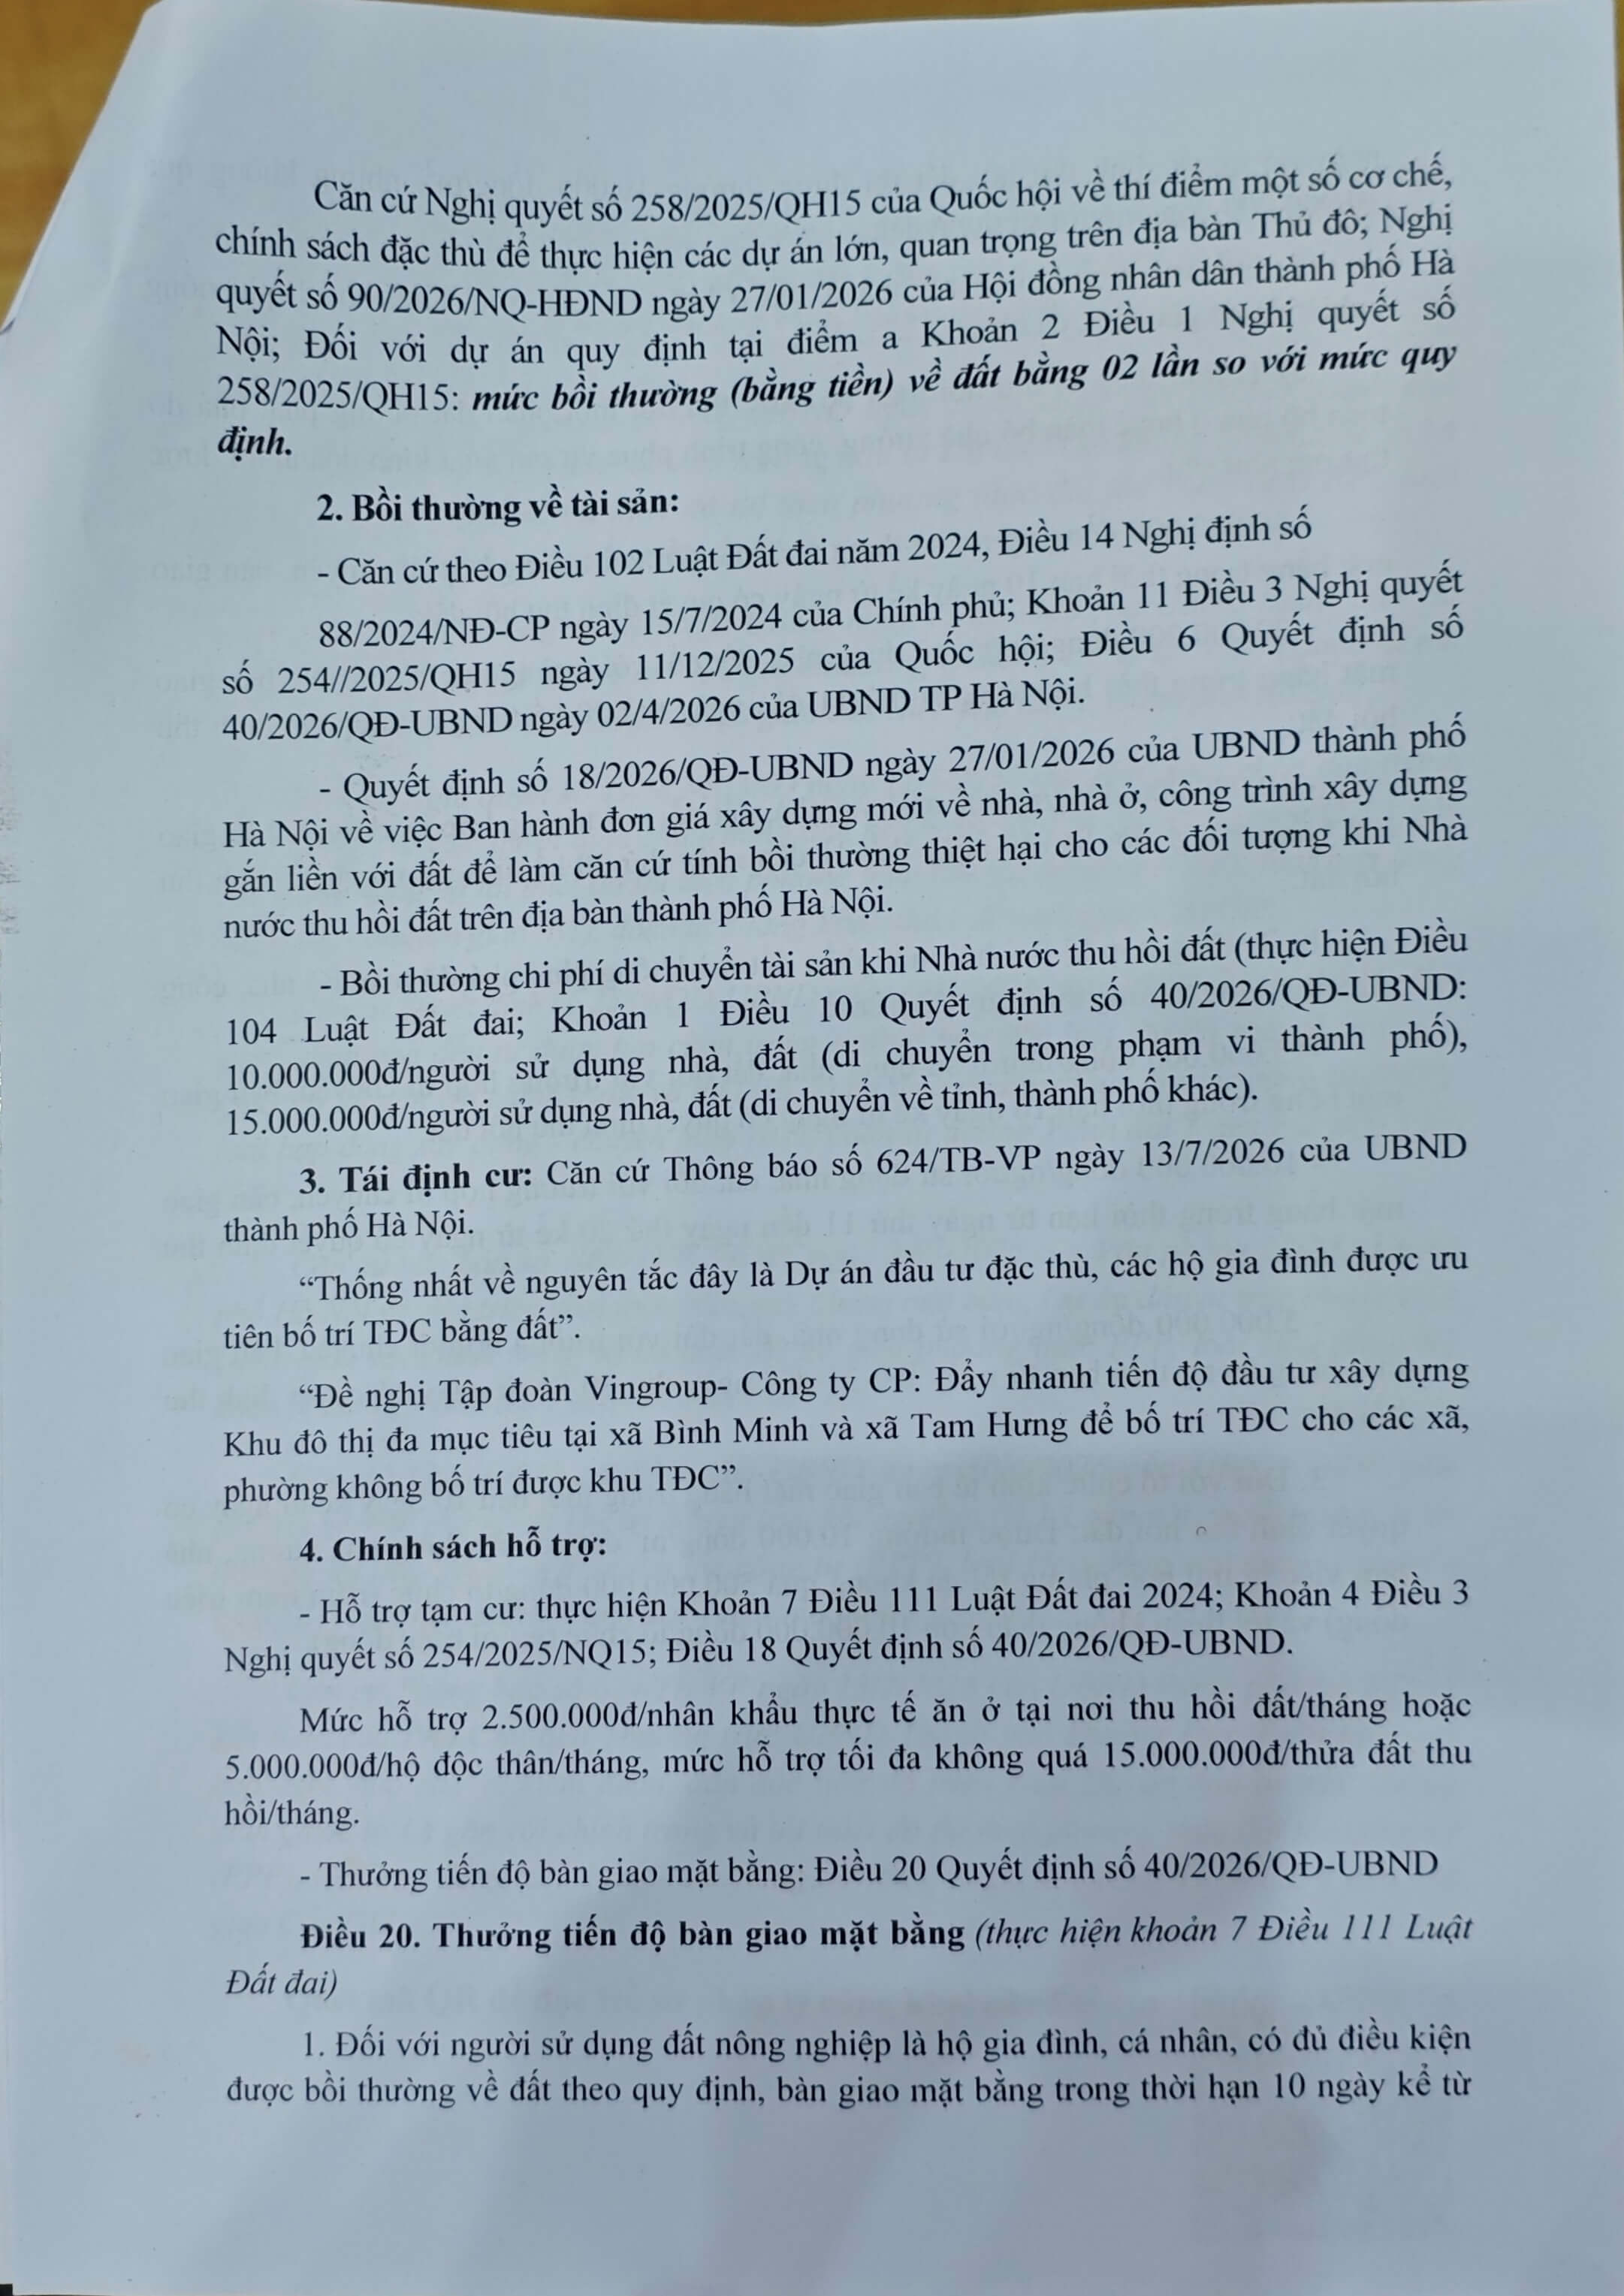 Căn cứ Nghị quyết số 258/2025/QH15 của Quốc hội về thí điểm một số cơ chế,
chính sách đặc thù để thực hiện các dự án lớn, quan trọng trên địa bàn Thủ đô; Nghị
quyết số 90/2026/NQ-HĐND ngày 27/01/2026 của Hội đồng nhân dân thành phố Hà
Nội; Đối với dự án quy định tại điểm a Khoản 2 Điều 1 Nghị quyết số
258/2025/QH15: mức bồi thường (bằng tiền) về đất bằng 02 lần so với mức quy
định.
2. Bồi thường về tài sản:
- Căn cứ theo Điều 102 Luật Đất đai năm 2024, Điều 14 Nghị định số
88/2024/NĐ-CP ngày 15/7/2024 của Chính phủ; Khoản 11 Điều 3 Nghị quyết
số 254//2025/QH15 ngày 11/12/2025 của Quốc hội; Điều 6 Quyết định số
40/2026/QĐ-UBND ngày 02/4/2026 của UBND TP Hà Nội.
- Quyết định số 18/2026/QĐ-UBND ngày 27/01/2026 của UBND thành phố
Hà Nội về việc Ban hành đơn giá xây dựng mới về nhà, nhà ở, công trình xây dựng
gắn liền với đất để làm căn cứ tính bồi thường thiệt hại cho các đối tượng khi Nhà
nước thu hồi đất trên địa bàn thành phố Hà Nội.
- Bồi thường chi phí di chuyển tài sản khi Nhà nước thu hồi đất (thực hiện Điều
104 Luật Đất đai; Khoản 1 Điều 10 Quyết định số 40/2026/QĐ-UBND:
10.000.000đ/người sử dụng nhà, đất (di chuyển trong phạm vi thành phố),
15.000.000đ/người sử dụng nhà, đất (di chuyển về tỉnh, thành phố khác).
3. Tái định cư: Căn cứ Thông báo số 624/TB-VP ngày 13/7/2026 của UBND
thành phố Hà Nội.
“Thống nhất về nguyên tắc đây là Dự án đầu tư đặc thù, các hộ gia đình được ưu
tiên bố trí TĐC bằng đất”.
“Đề nghị Tập đoàn Vingroup- Công ty CP: Đẩy nhanh tiến độ đầu tư xây dựng
Khu đô thị đa mục tiêu tại xã Bình Minh và xã Tam Hưng để bố trí TĐC cho các xã,
phường không bố trí được khu TĐC”.
4. Chính sách hỗ trợ:
- Hỗ trợ tạm cư: thực hiện Khoản 7 Điều 111 Luật Đất đai 2024; Khoản 4 Điều 3
Nghị quyết số 254/2025/NQ15; Điều 18 Quyết định số 40/2026/QĐ-UBND.
Mức hỗ trợ 2.500.000đ/nhân khẩu thực tế ăn ở tại nơi thu hồi đất/tháng hoặc
5.000.000đ/hộ độc thân/tháng, mức hỗ trợ tối đa không quá 15.000.000đ/thửa đất thu
hồi/tháng.
- Thưởng tiến độ bàn giao mặt bằng: Điều 20 Quyết định số 40/2026/QĐ-UBND
Điều 20. Thưởng tiến độ bàn giao mặt bằng (thực hiện khoản 7 Điều 111 Luật
Đất đai)
1. Đối với người sử dụng đất nông nghiệp là hộ gia đình, cá nhân, có đủ điều kiện
được bồi thường về đất theo quy định, bàn giao mặt bằng trong thời hạn 10 ngày kể từ